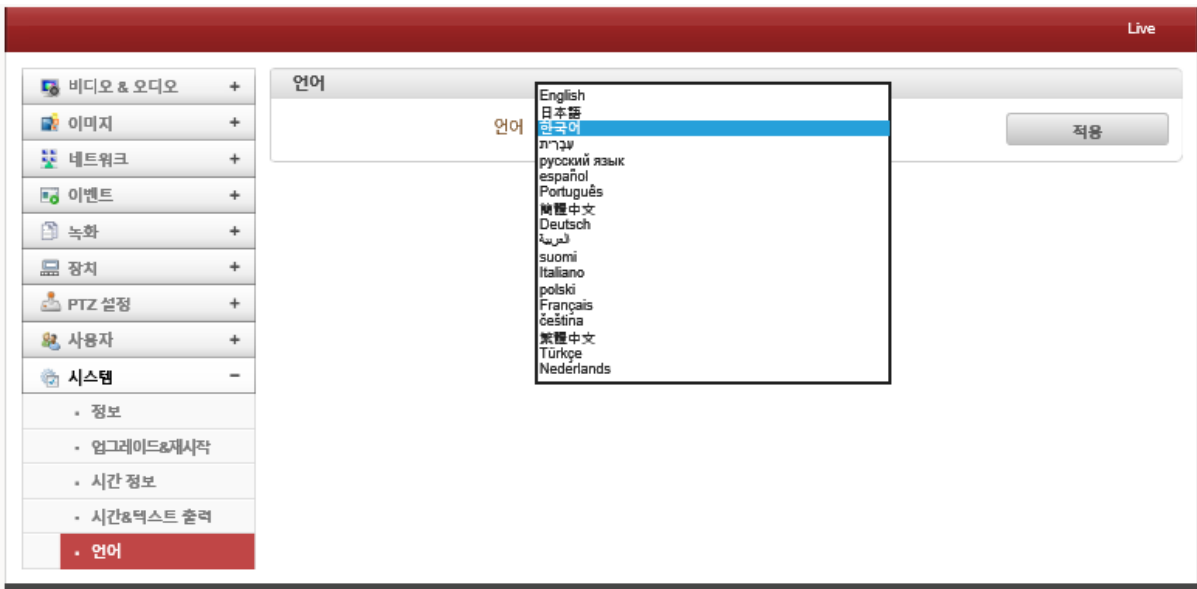 Live
비디오 & 오디오 +
이미지 +
네트워크 +
이벤트 +
녹화 +
장치 +
PTZ 설정 +
사용자 +
시스템 −
정보
업그레이드&재시작
시간 정보
시간&텍스트 출력
언어
언어
언어
English
日本語
한국어
עברית
русский язык
español
Português
簡體中文
Deutsch
العربية
suomi
Italiano
polski
Français
čeština
繁體中文
Türkçe
Nederlands
적용